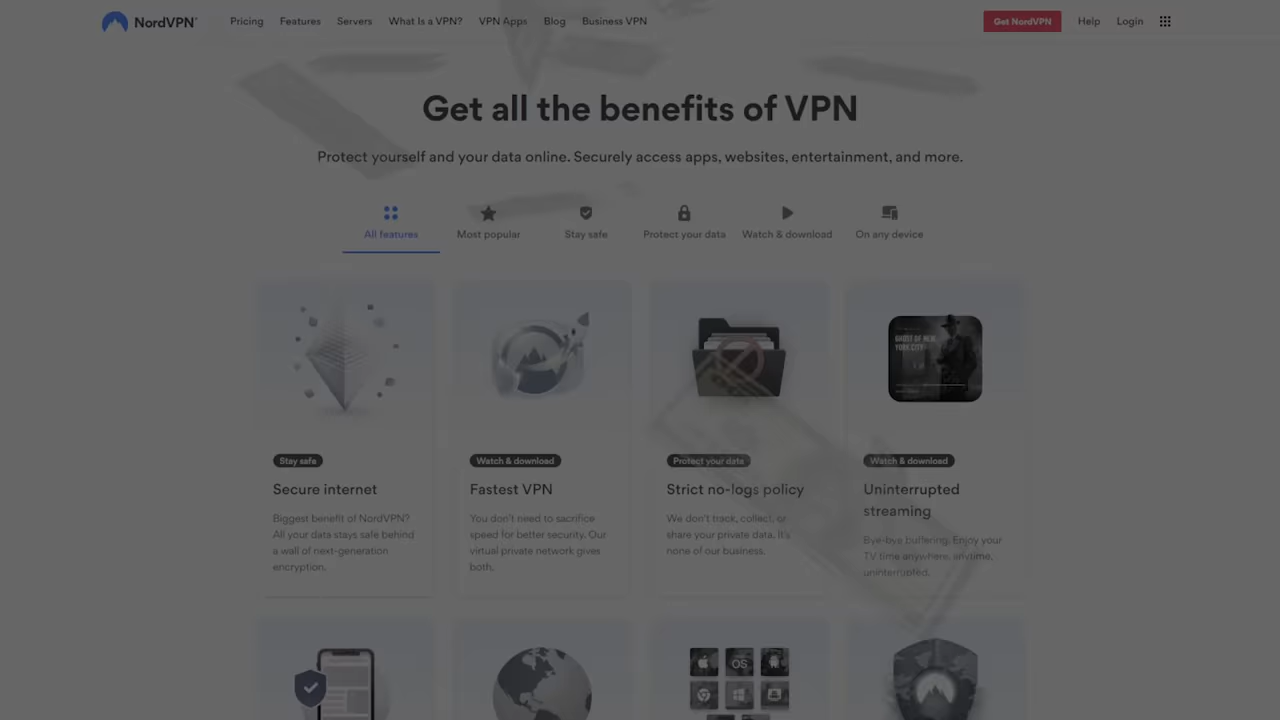 NordVPN
Pricing Features Servers What Is a VPN? VPN Apps Blog Business VPN
Get NordVPN Help Login
Get all the benefits of VPN
Protect yourself and your data online. Securely access apps, websites, entertainment, and more.
All features Most popular Stay safe Protect your data Watch & download On any device
GHOST OF NEW
YORK CITY
Stay safe
Secure internet
Biggest benefit of NordVPN?
All your data stays safe behind
a wall of next-generation
encryption.
Watch & download
Fastest VPN
You don't need to sacrifice
speed for better security. Our
virtual private network gives
both.
Protect your data
Strict no-logs policy
We don't track, collect, or
share your private data. It's
none of our business.
Watch & download
Uninterrupted
streaming
Bye-bye buffering. Enjoy your
TV time anywhere, anytime,
uninterrupted.
OS